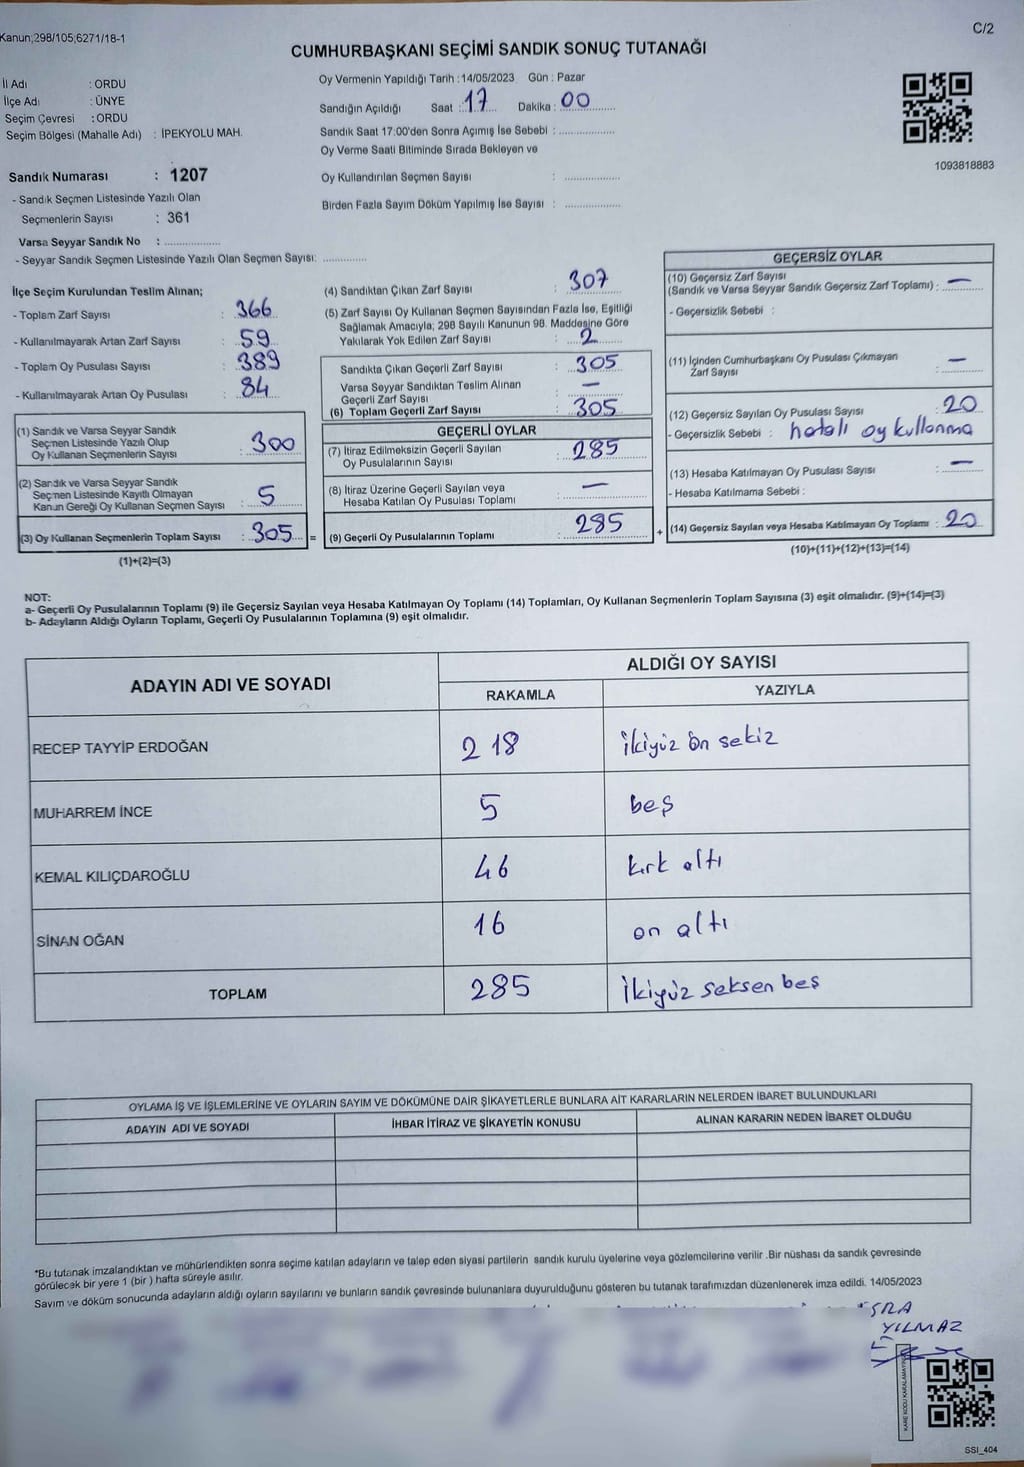 Kanun;298/105;6271/18-1
C/2
CUMHURBAŞKANI SEÇİMİ SANDIK SONUÇ TUTANAĞI
İl Adı : ORDU
İlçe Adı : ÜNYE
Seçim Çevresi : ORDU
Seçim Bölgesi (Mahalle Adı) : İPEKYOLU MAH.
Sandık Numarası : 1207
- Sandık Seçmen Listesinde Yazılı Olan
Seçmenlerin Sayısı : 361
Varsa Seyyar Sandık No : ..................
- Seyyar Sandık Seçmen Listesinde Yazılı Olan Seçmen Sayısı: .............
Oy Vermenin Yapıldığı Tarih : 14/05/2023 Gün : Pazar
Sandığın Açıldığı Saat : 17 Dakika : 00
Sandık Saat 17:00'den Sonra Açımış İse Sebebi : ..................
Oy Verme Saati Bitiminde Sırada Bekleyen ve
Oy Kullandırılan Seçmen Sayısı : ..................
Birden Fazla Sayım Döküm Yapılmış İse Sayısı : ..................
1093818883
İlçe Seçim Kurulundan Teslim Alınan;
- Toplam Zarf Sayısı : 366
- Kullanılmayarak Artan Zarf Sayısı : 59
- Toplam Oy Pusulası Sayısı : 389
- Kullanılmayarak Artan Oy Pusulası : 84
(1) Sandık ve Varsa Seyyar Sandık
Seçmen Listesinde Yazılı Olup
Oy Kullanan Seçmenlerin Sayısı : 300
(2) Sandık ve Varsa Seyyar Sandık
Seçmen Listesinde Kayıtlı Olmayan
Kanun Gereği Oy Kullanan Seçmen Sayısı : 5
(3) Oy Kullanan Seçmenlerin Toplam Sayısı : 305 =
(1)+(2)=(3)
(4) Sandıktan Çıkan Zarf Sayısı : 307
(5) Zarf Sayısı Oy Kullanan Seçmen Sayısından Fazla İse, Eşitliği
Sağlamak Amacıyla; 298 Sayılı Kanunun 98. Maddesine Göre
Yakılarak Yok Edilen Zarf Sayısı : 2
Sandıkta Çıkan Geçerli Zarf Sayısı : 305
Varsa Seyyar Sandıktan Teslim Alınan
Geçerli Zarf Sayısı : —
(6) Toplam Geçerli Zarf Sayısı : 305
GEÇERLİ OYLAR
(7) İtiraz Edilmeksizin Geçerli Sayılan
Oy Pusulalarının Sayısı : 285
(8) İtiraz Üzerine Geçerli Sayılan veya
Hesaba Katılan Oy Pusulası Toplamı : —
(9) Geçerli Oy Pusulalarının Toplamı : 285 +
GEÇERSİZ OYLAR
(10) Geçersiz Zarf Sayısı
(Sandık ve Varsa Seyyar Sandık Geçersiz Zarf Toplamı) : —
- Geçersizlik Sebebi :
(11) İçinden Cumhurbaşkanı Oy Pusulası Çıkmayan
Zarf Sayısı : —
(12) Geçersiz Sayılan Oy Pusulası Sayısı 20
- Geçersizlik Sebebi : hatalı oy kullanma
(13) Hesaba Katılmayan Oy Pusulası Sayısı : —
- Hesaba Katılmama Sebebi :
(14) Geçersiz Sayılan veya Hesaba Katılmayan Oy Toplamı : 20
(10)+(11)+(12)+(13)=(14)
NOT:
a- Geçerli Oy Pusulalarının Toplamı (9) ile Geçersiz Sayılan veya Hesaba Katılmayan Oy Toplamı (14) Toplamları, Oy Kullanan Seçmenlerin Toplam Sayısına (3) eşit olmalıdır. (9)+(14)=(3)
b- Adayların Aldığı Oyların Toplamı, Geçerli Oy Pusulalarının Toplamına (9) eşit olmalıdır.
ADAYIN ADI VE SOYADI ALDIĞI OY SAYISI
RAKAMLA YAZIYLA
RECEP TAYYİP ERDOĞAN 218 ikiyüz on sekiz
MUHARREM İNCE 5 beş
KEMAL KILIÇDAROĞLU 46 kırk altı
SİNAN OĞAN 16 on altı
TOPLAM 285 ikiyüz seksen beş
OYLAMA İŞ VE İŞLEMLERİNE VE OYLARIN SAYIM VE DÖKÜMÜNE DAİR ŞİKAYETLERLE BUNLARA AİT KARARLARIN NELERDEN İBARET BULUNDUKLARI
ADAYIN ADI VE SOYADI İHBAR İTİRAZ VE ŞİKAYETİN KONUSU ALINAN KARARIN NEDEN İBARET OLDUĞU
*Bu tutanak imzalandıktan ve mühürlendikten sonra seçime katılan adayların ve talep eden siyasi partilerin sandık kurulu üyelerine veya gözlemcilerine verilir .Bir nüshası da sandık çevresinde
görülecek bir yere 1 (bir ) hafta süreyle asılır.
Sayım ve döküm sonucunda adayların aldığı oyların sayılarını ve bunların sandık çevresinde bulunanlara duyurulduğunu gösteren bu tutanak tarafımızdan düzenlenerek imza edildi. 14/05/2023
YILMAZ
KARE KODU KARALAMAYIN
SSI_404